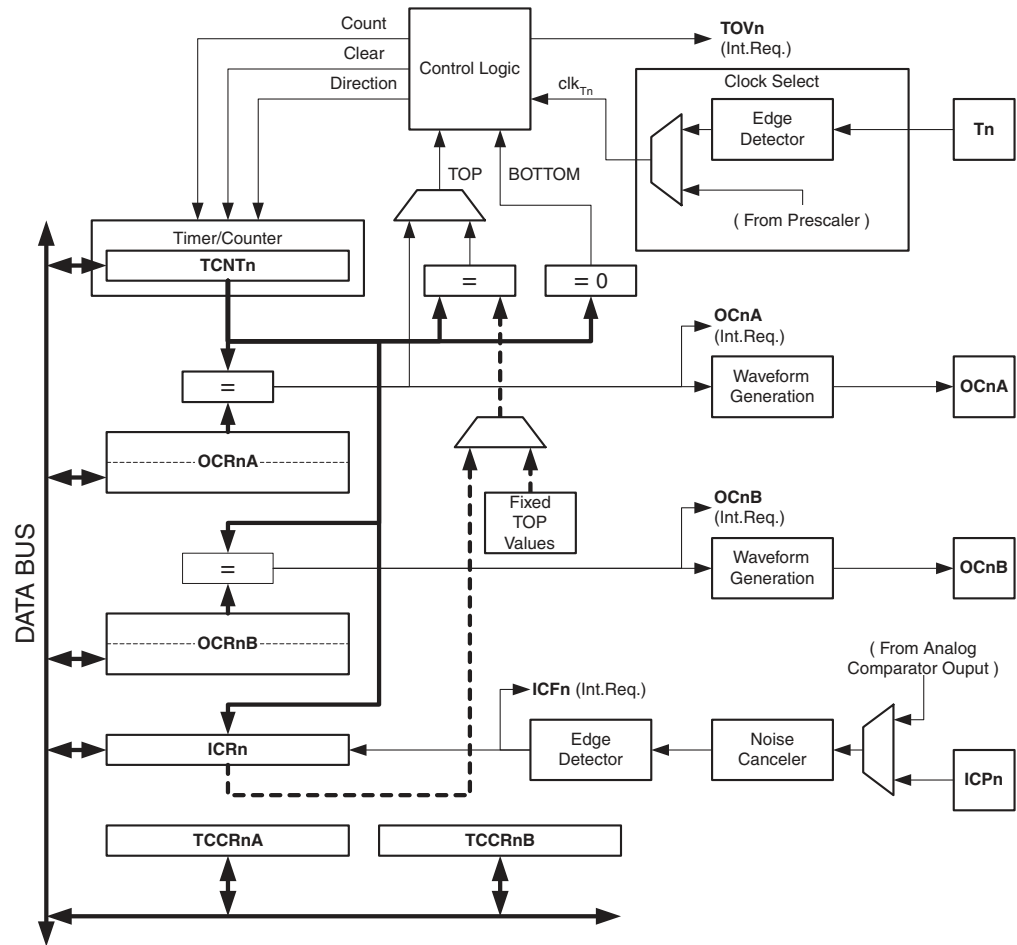 Count
Clear
Direction
Control Logic
TOVn
(Int.Req.)
clkTn
Clock Select
Edge
Detector
Tn
( From Prescaler )
TOP
BOTTOM
Timer/Counter
TCNTn
=
= 0
OCnA
(Int.Req.)
=
Waveform
Generation
OCnA
OCRnA
Fixed
TOP
Values
OCnB
(Int.Req.)
=
Waveform
Generation
OCnB
OCRnB
DATA BUS
( From Analog
Comparator Ouput )
ICFn (Int.Req.)
ICRn
Edge
Detector
Noise
Canceler
ICPn
TCCRnA
TCCRnB